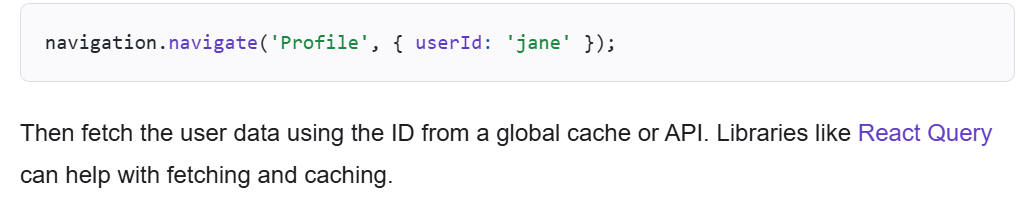 navigation.navigate('Profile', { userId: 'jane' });
Then fetch the user data using the ID from a global cache or API. Libraries like React Query
can help with fetching and caching.